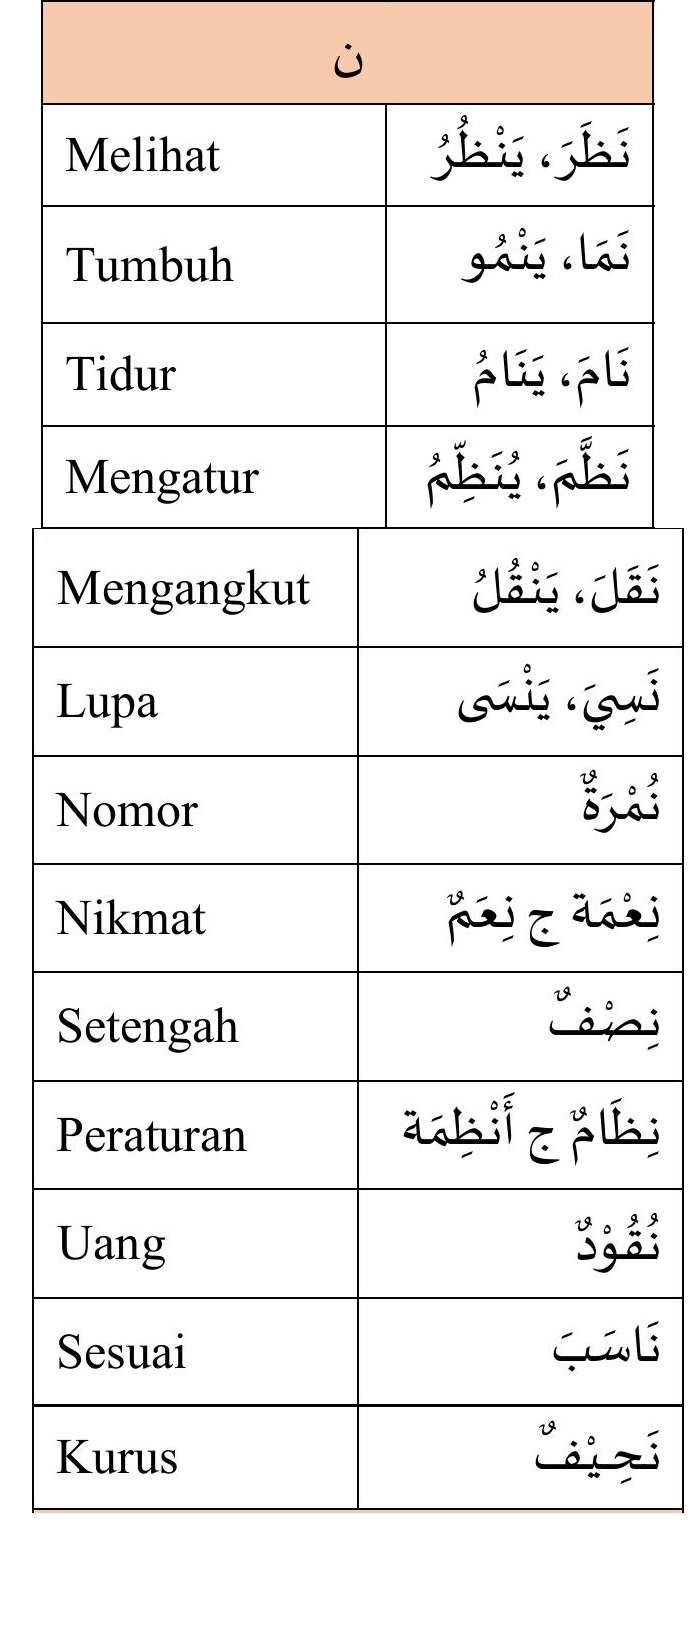 ن
Melihat نَظَرَ، يَنْظُرُ
Tumbuh نَمَا، يَنْمُو
Tidur نَامَ، يَنَامُ
Mengatur نَظَّمَ، يُنَظِّمُ
Mengangkut نَقَلَ، يَنْقُلُ
Lupa نَسِيَ، يَنْسَى
Nomor نُمْرَةٌ
Nikmat نِعْمَة ج نِعَمٌ
Setengah نِصْفٌ
Peraturan نِظَامٌ ج أَنْظِمَة
Uang نُقُوْدٌ
Sesuai نَاسَبَ
Kurus نَحِيْفٌ